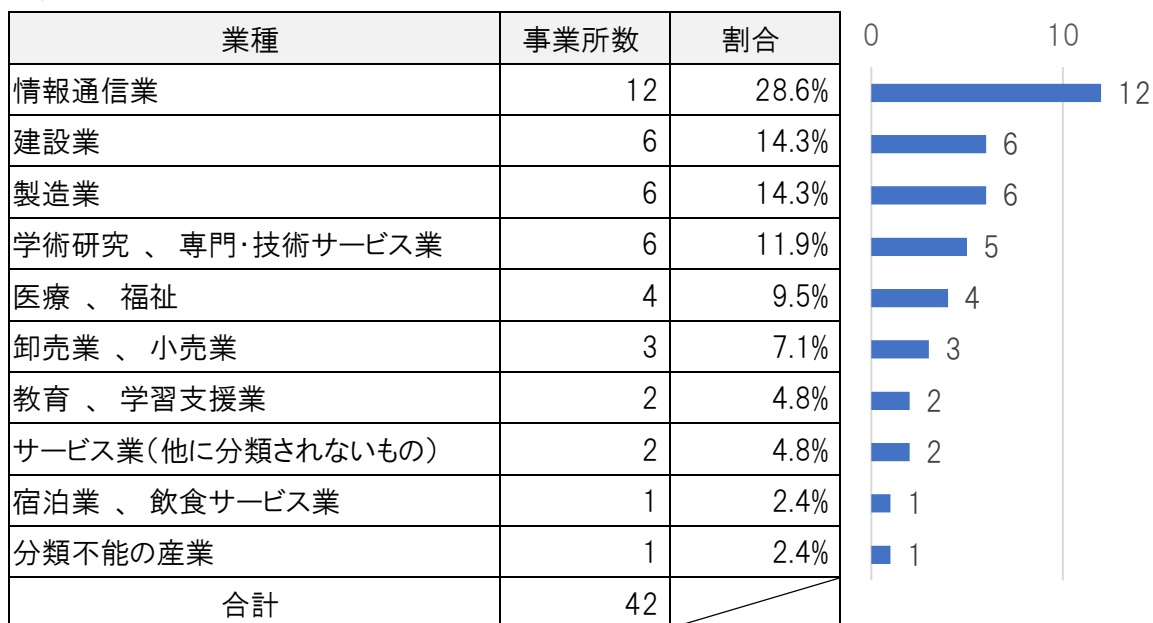 業種 事業所数 割合 0 10
情報通信業 12 28.6% 12
建設業 6 14.3% 6
製造業 6 14.3% 6
学術研究 、 専門・技術サービス業 6 11.9% 5
医療 、 福祉 4 9.5% 4
卸売業 、 小売業 3 7.1% 3
教育 、 学習支援業 2 4.8% 2
サービス業(他に分類されないもの) 2 4.8% 2
宿泊業 、 飲食サービス業 1 2.4% 1
分類不能の産業 1 2.4% 1
合計 42